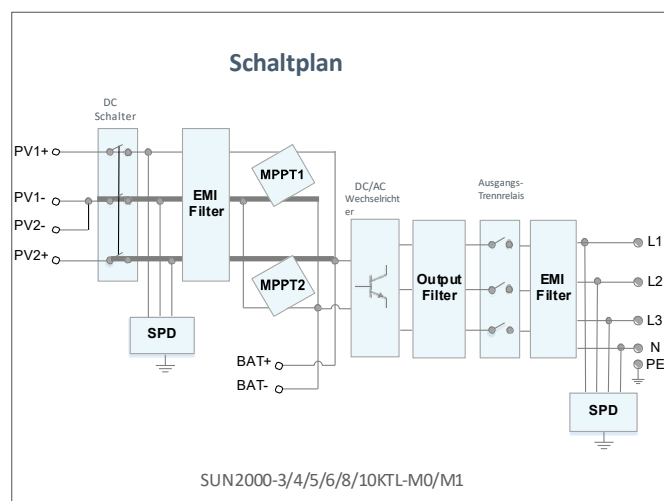 Schaltplan
DC
Schalter
PV1+
PV1-
PV2-
PV2+
EMI
Filter
MPPT1
MPPT2
SPD
BAT+
BAT-
DC/AC
Wechselricht
er
Output
Filter
Ausgangs-
Trennrelais
EMI
Filter
L1
L2
L3
N
PE
SPD
SUN2000-3/4/5/6/8/10KTL-M0/M1